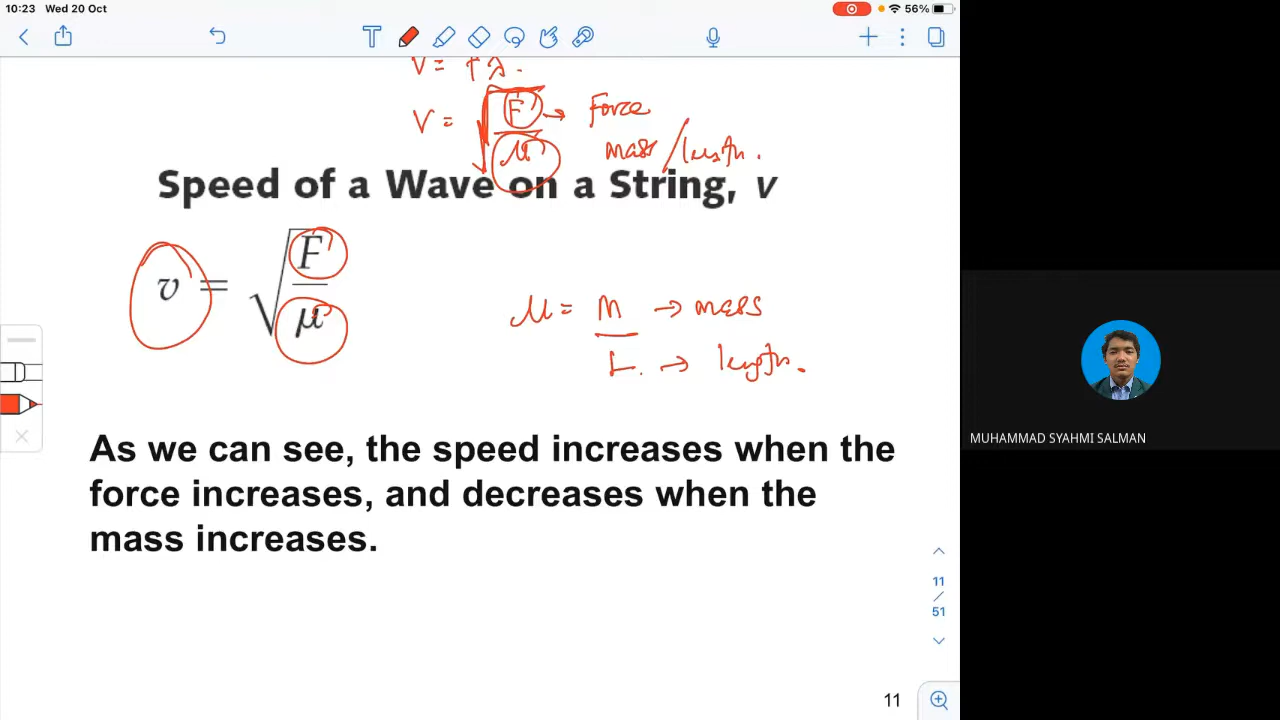 10:23 Wed 20 Oct
56%
V = fλ.
V = √F/μ → Force
mass/length.
Speed of a Wave on a String, v
v = √F/μ
μ = M → mass
L. → length.
As we can see, the speed increases when the
force increases, and decreases when the
mass increases.
11
/
51
11
MUHAMMAD SYAHMI SALMAN